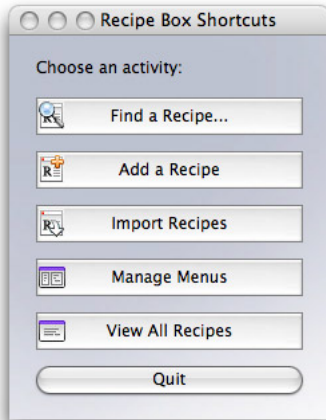 Recipe Box Shortcuts
Choose an activity:
Find a Recipe...
Add a Recipe
Import Recipes
Manage Menus
View All Recipes
Quit